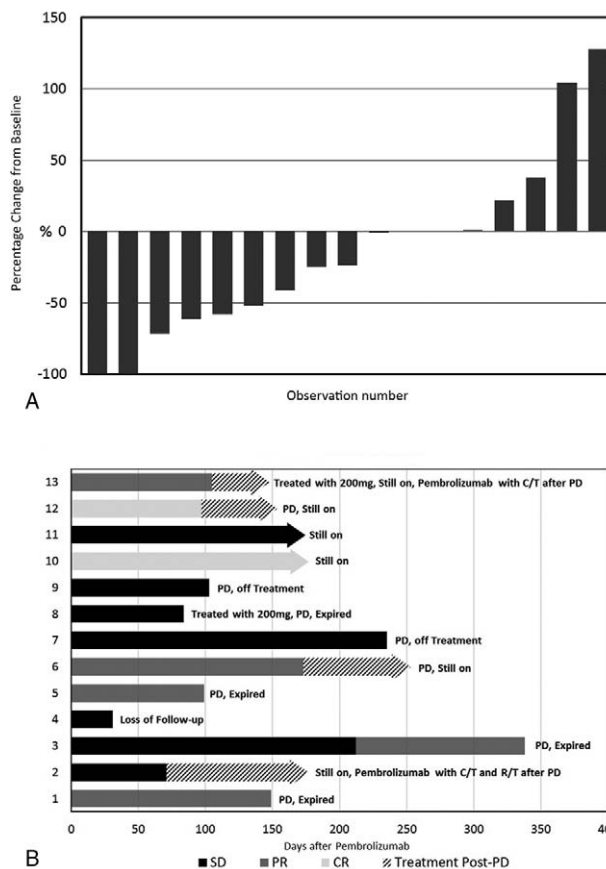 150
100
50
% 0
-50
-100
Percentage Change from Baseline
Observation number
A
13 Treated with 200mg, Still on, Pembrolizumab with C/T after PD
12 PD, Still on
11 Still on
10 Still on
9 PD, off Treatment
8 Treated with 200mg, PD, Expired
7 PD, off Treatment
6 PD, Still on
5 PD, Expired
4 Loss of Follow-up
3 PD, Expired
2 Still on, Pembrolizumab with C/T and R/T after PD
1 PD, Expired
0 50 100 150 200 250 300 350
Days after Pembrolizumab
B
SD PR CR Treatment Post-PD